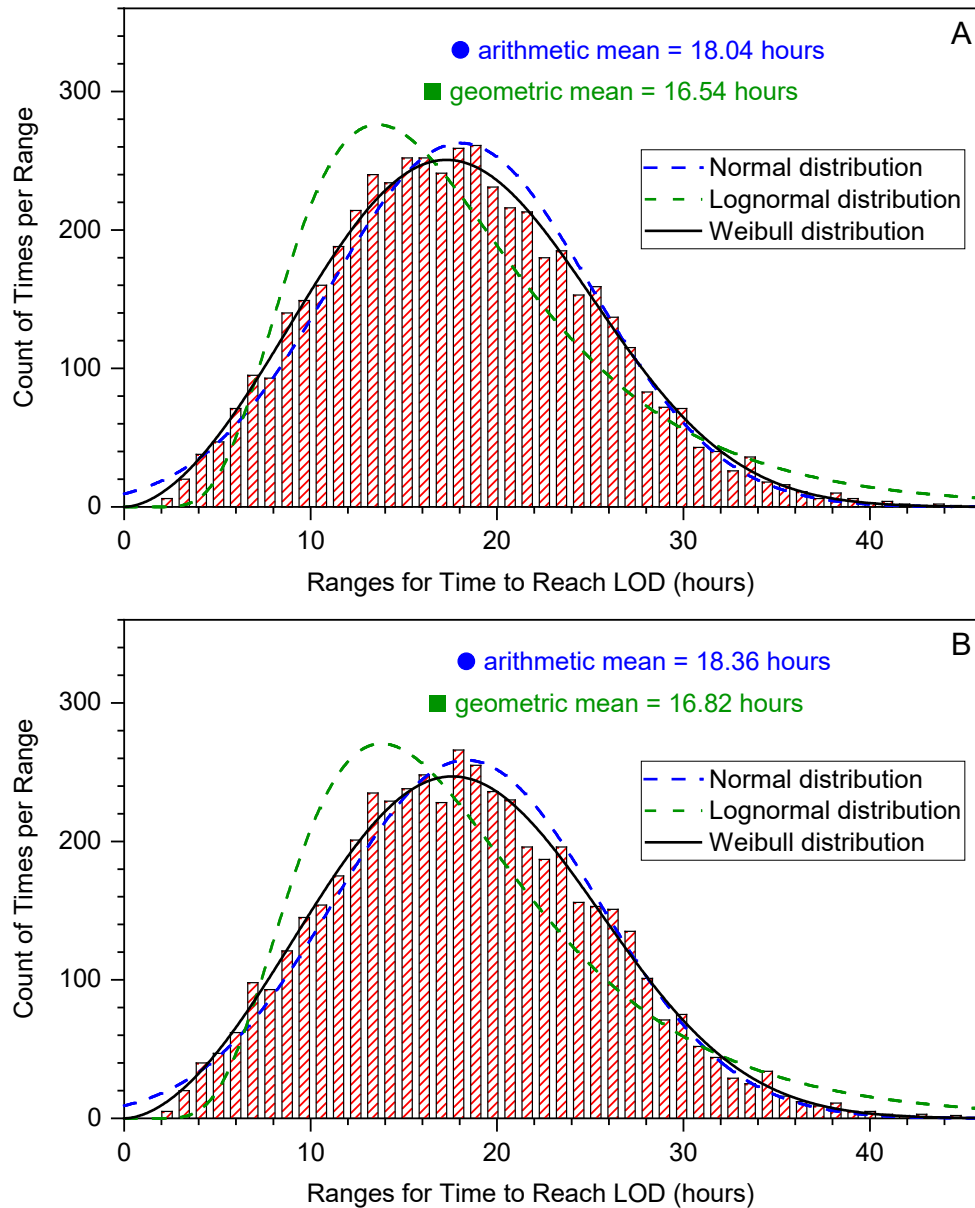 A
arithmetic mean = 18.04 hours
geometric mean = 16.54 hours
Normal distribution
Lognormal distribution
Weibull distribution
Count of Times per Range
300
200
100
0
0 10 20 30 40
Ranges for Time to Reach LOD (hours)
B
arithmetic mean = 18.36 hours
geometric mean = 16.82 hours
Normal distribution
Lognormal distribution
Weibull distribution
Count of Times per Range
300
200
100
0
0 10 20 30 40
Ranges for Time to Reach LOD (hours)